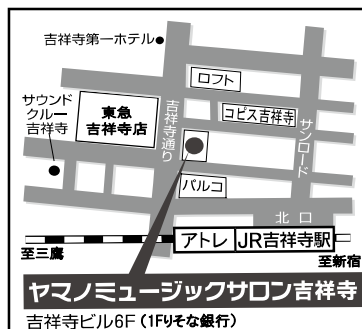 吉祥寺第一ホテル
ロフト
サウンド
クルー
吉祥寺
東急
吉祥寺店
吉祥寺通り
コピス吉祥寺
サンロード
パルコ
北口
アトレ
JR吉祥寺駅
至三鷹
至新宿
ヤマノミュージックサロン吉祥寺
吉祥寺ビル6F(1Fりそな銀行)